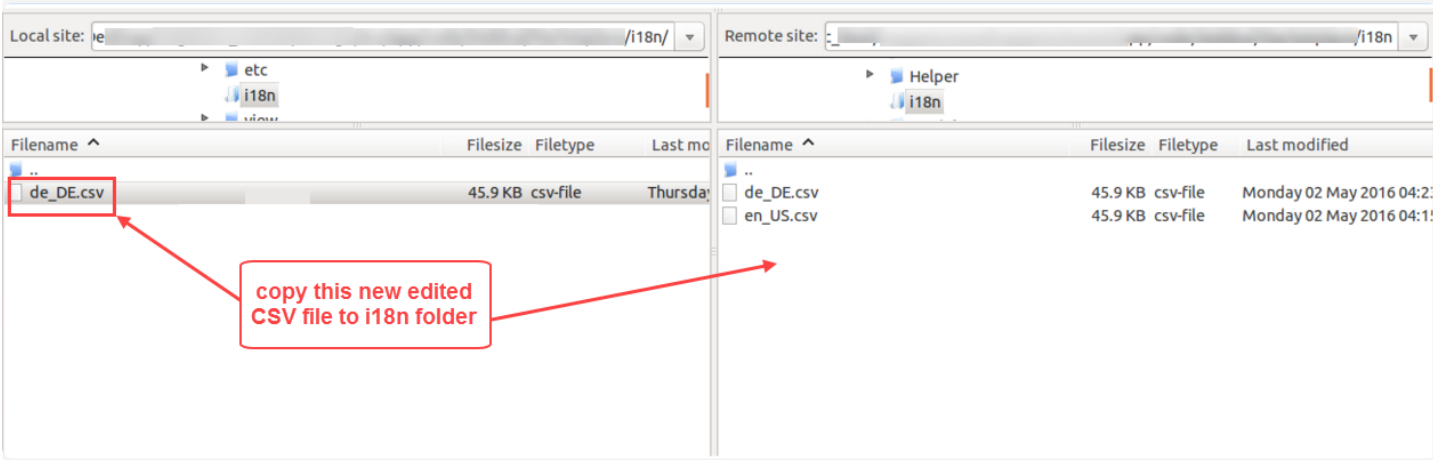 Local site: /i18n/ Remote site: /i18n
etc Helper
i18n i18n
view
Filename Filesize Filetype Last mo Filename Filesize Filetype Last modified
.. ..
de_DE.csv 45.9 KB csv-file Thursday de_DE.csv 45.9 KB csv-file Monday 02 May 2016 04:23
en_US.csv 45.9 KB csv-file Monday 02 May 2016 04:15
copy this new edited
CSV file to i18n folder